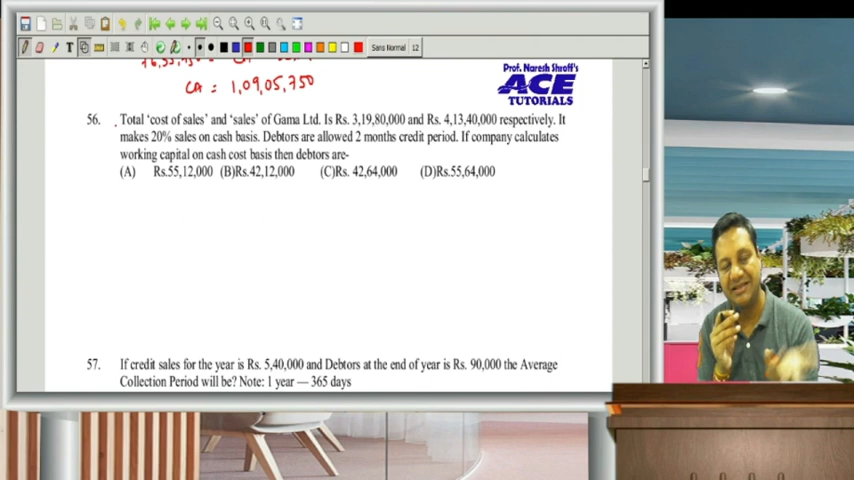 Sans Normal 12
CA = 1,09,05,750
Prof. Naresh Shroff's
ACE
TUTORIALS
56. Total 'cost of sales' and 'sales' of Gama Ltd. Is Rs. 3,19,80,000 and Rs. 4,13,40,000 respectively. It
makes 20% sales on cash basis. Debtors are allowed 2 months credit period. If company calculates
working capital on cash cost basis then debtors are-
(A) Rs.55,12,000 (B)Rs.42,12,000 (C)Rs. 42,64,000 (D)Rs.55,64,000
57. If credit sales for the year is Rs. 5,40,000 and Debtors at the end of year is Rs. 90,000 the Average
Collection Period will be? Note: 1 year — 365 days